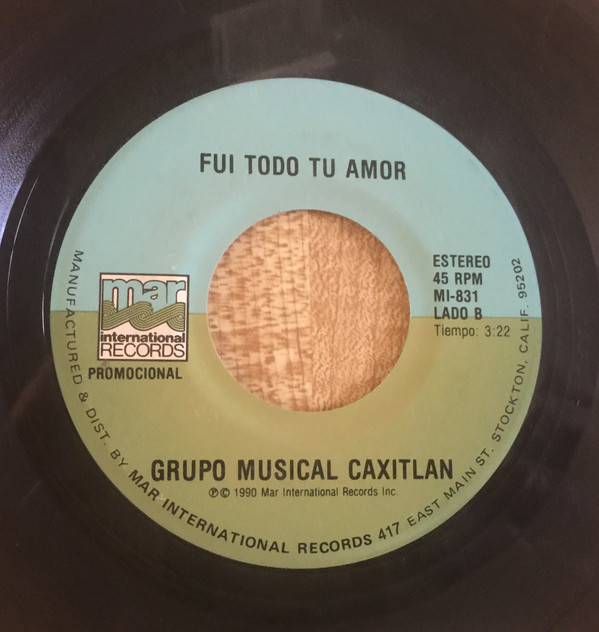 FUI TODO TU AMOR
ESTEREO
45 RPM
MI-831
LADO B
Tiempo: 3:22
mar
international
RECORDS
PROMOCIONAL
GRUPO MUSICAL CAXITLAN
℗© 1990 Mar International Records Inc.
MANUFACTURED & DIST. BY MAR INTERNATIONAL RECORDS 417 EAST MAIN ST. STOCKTON, CALIF. 95202